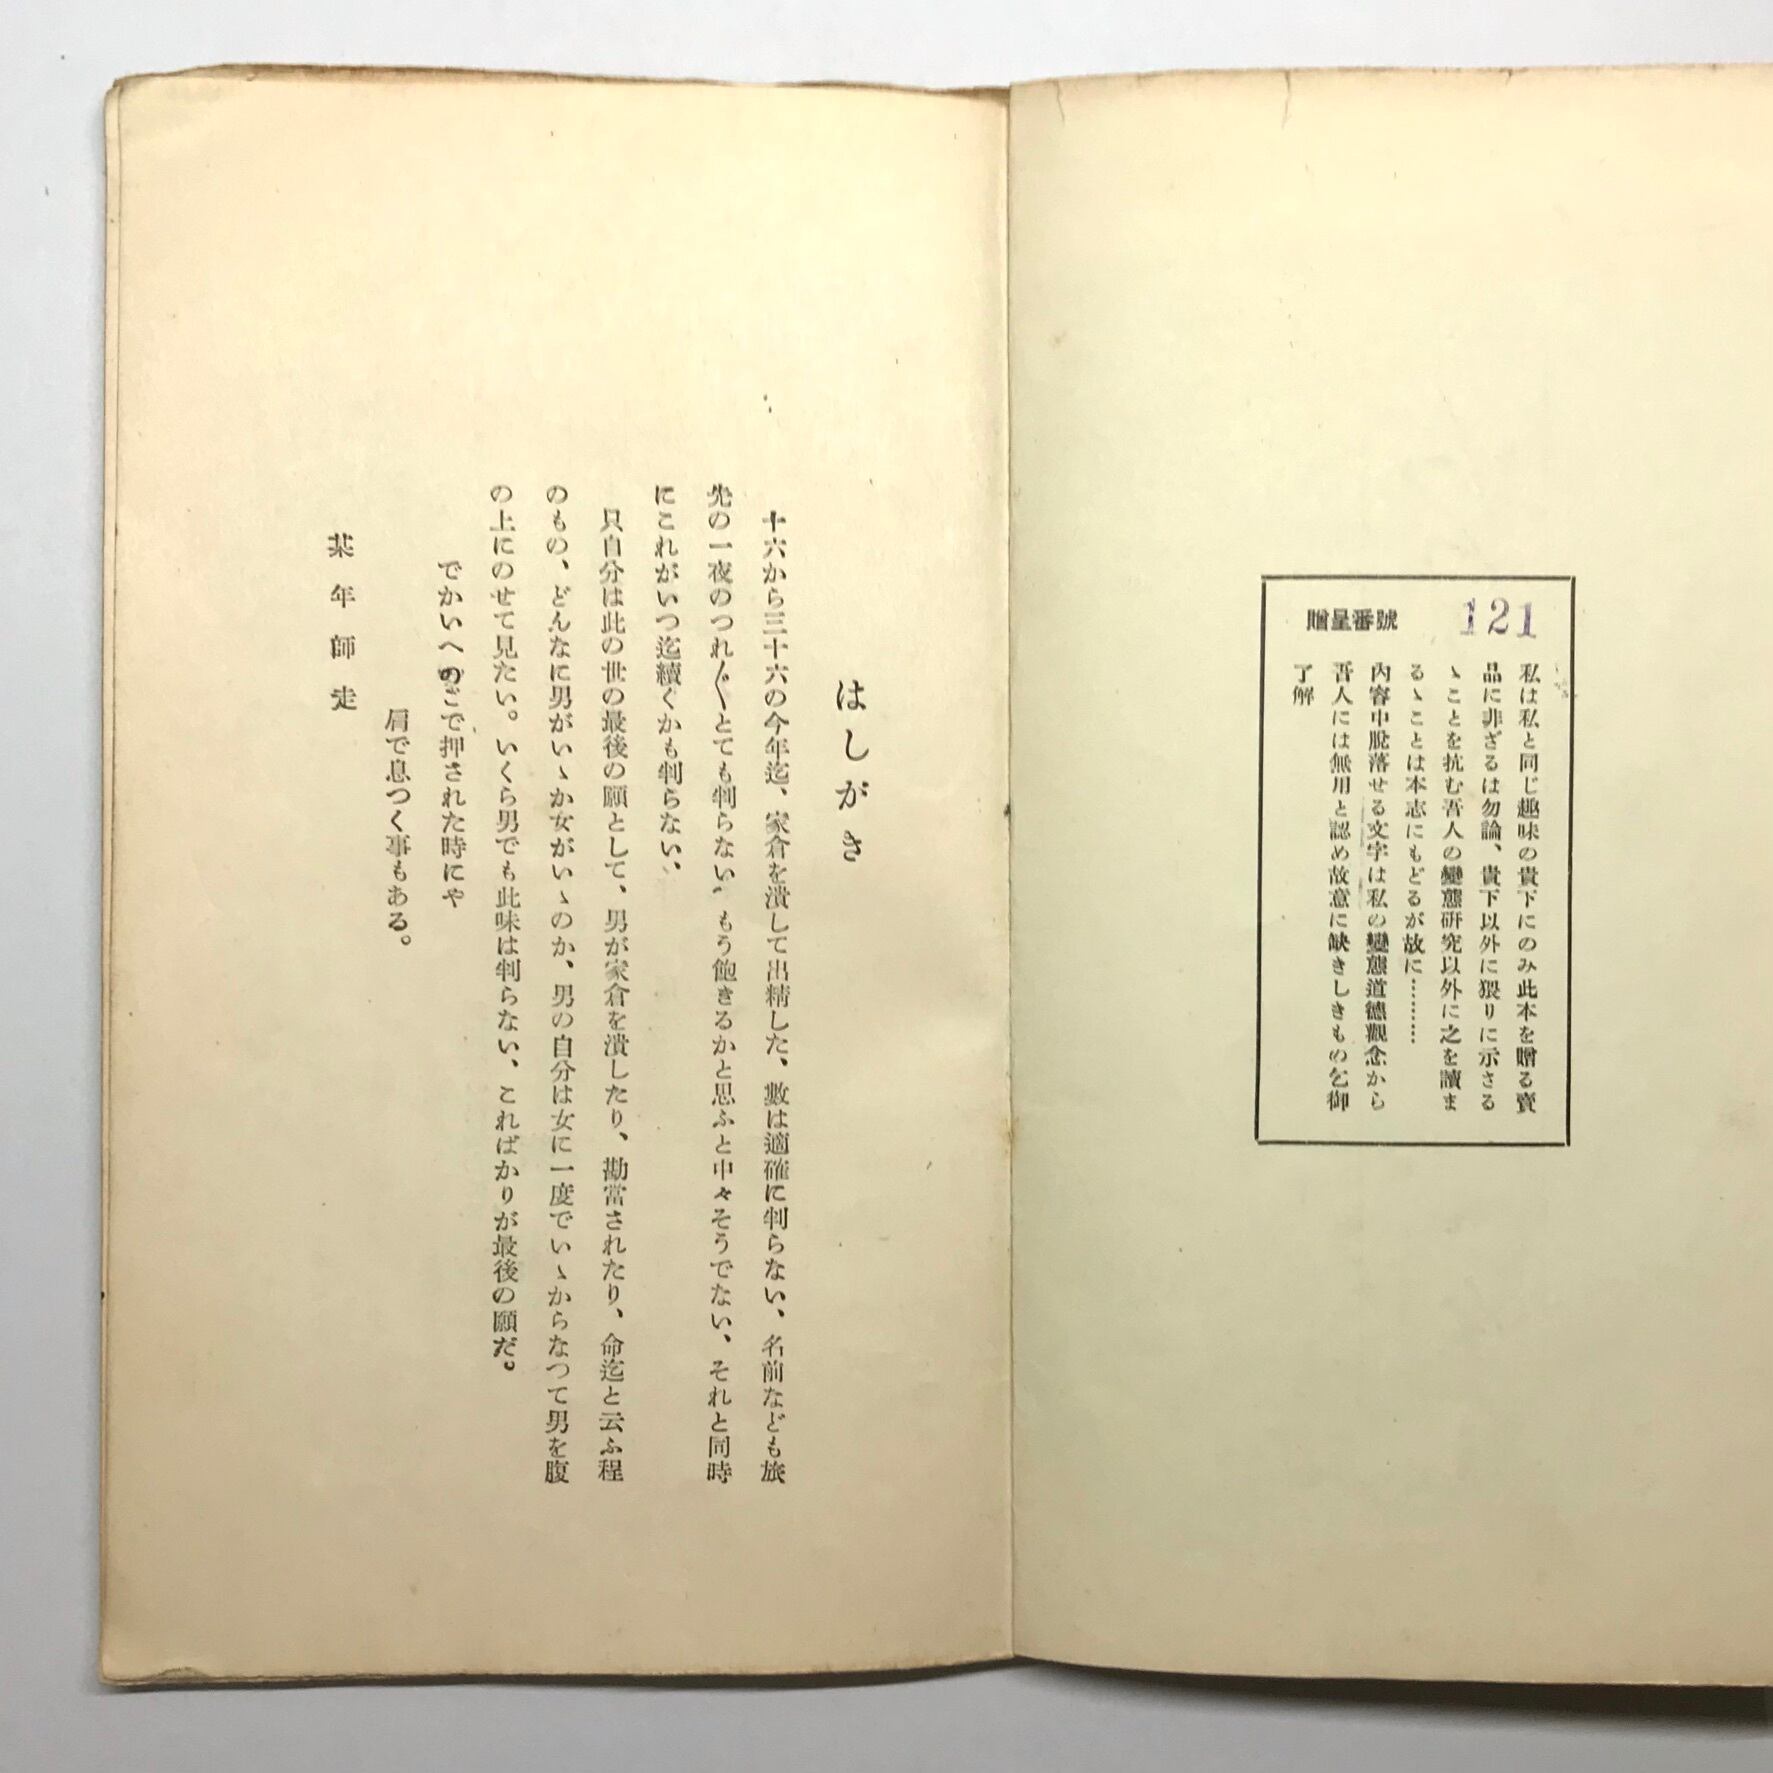 贈呈番號 121
私は私と同じ趣味の貴下にのみ此本を贈る賣
品に非ざるは勿論、貴下以外に猥りに示さる
ゝことを抗む吾人の變態研究以外に之を讀ま
るゝことは本志にもどるが故に………
內容中脫落せる文字は私の變態道德觀念から
吾人には無用と認め故意に缺きしもの乞御
了解
はしがき
十六から三十六の今年迄、家倉を潰して出精した、數は適確に判らない、名前なども旅
先の一夜のつれ〴〵とても判らない、もう飽きるかと思ふと中々そうでない、それと同時
にこれがいつ迄續くかも判らない、
只自分は此の世の最後の願として、男が家倉を潰したり、勘當されたり、命迄と云ふ程
のもの、どんなに男がいゝか女がいゝのか、男の自分は女に一度でいゝからなつて男を腹
の上にのせて見たい。いくら男でも此味は判らない、こればかりが最後の願だ。
でかいへのこで押された時にや
肩で息つく事もある。
某年師走